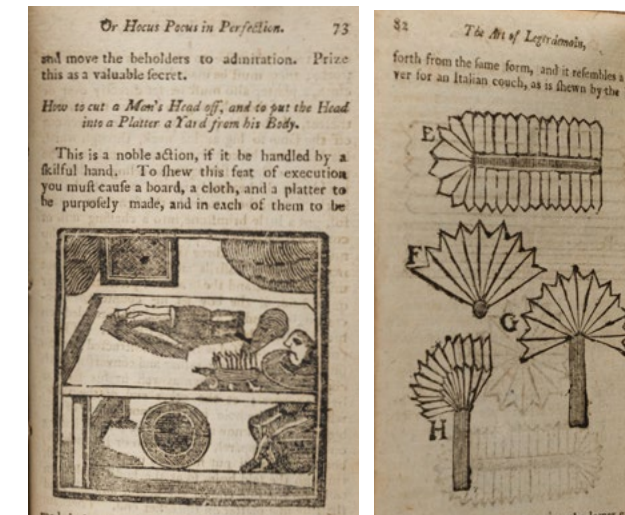 Or Hocus Pocus in Perfection. 73
and move the beholders to admiration. Prize
this as a valuable secret.
How to cut a Man's Head off, and to put the Head
into a Platter a Yard from his Body.
This is a noble action, if it be handled by a
skilful hand. To shew this feat of execution
you must cause a board, a cloth, and a platter to
be purposely made, and in each of them to be
82 The Art of Legerdemain,
forth from the same form, and it resembles a
ver for an Italian couch, as is shewn by the
E
F
G
H